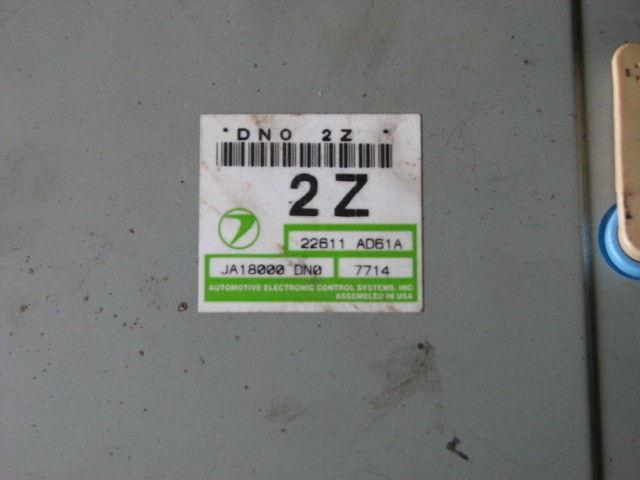 *DN0 2Z *
2Z
22611 AD61A
JA18000 DN0 7714
AUTOMOTIVE ELECTRONIC CONTROL SYSTEMS, INC
ASSEMBLED IN USA